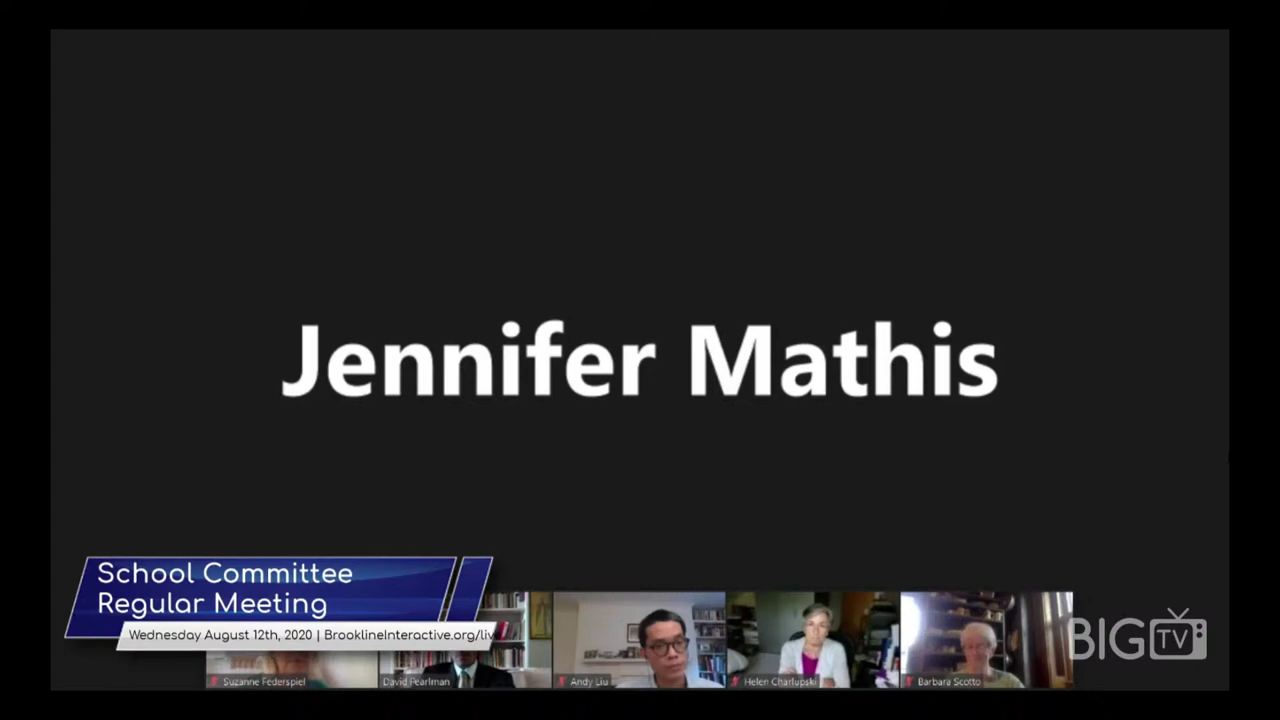 Jennifer Mathis
School Committee
Regular Meeting
Wednesday August 12th, 2020 | BrooklineInteractive.org/live
Suzanne Federspiel
David Pearlman
Andy Liu
Helen Charlupski
Barbara Scotto
BIG TV